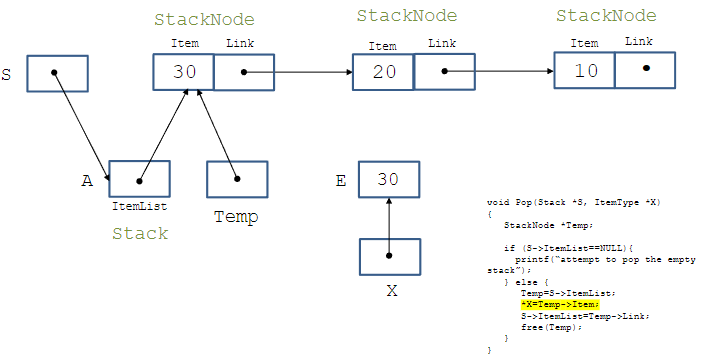 StackNode
StackNode
StackNode
Item Link
Item Link
Item Link
S
30
20
10
A
ItemList
Stack
Temp
E
30
X
void Pop(Stack *S, ItemType *X)
{
StackNode *Temp;
if (S->ItemList==NULL){
printf(“attempt to pop the empty
stack”);
} else {
Temp=S->ItemList;
*X=Temp->Item;
S->ItemList=Temp->Link;
free(Temp);
}
}